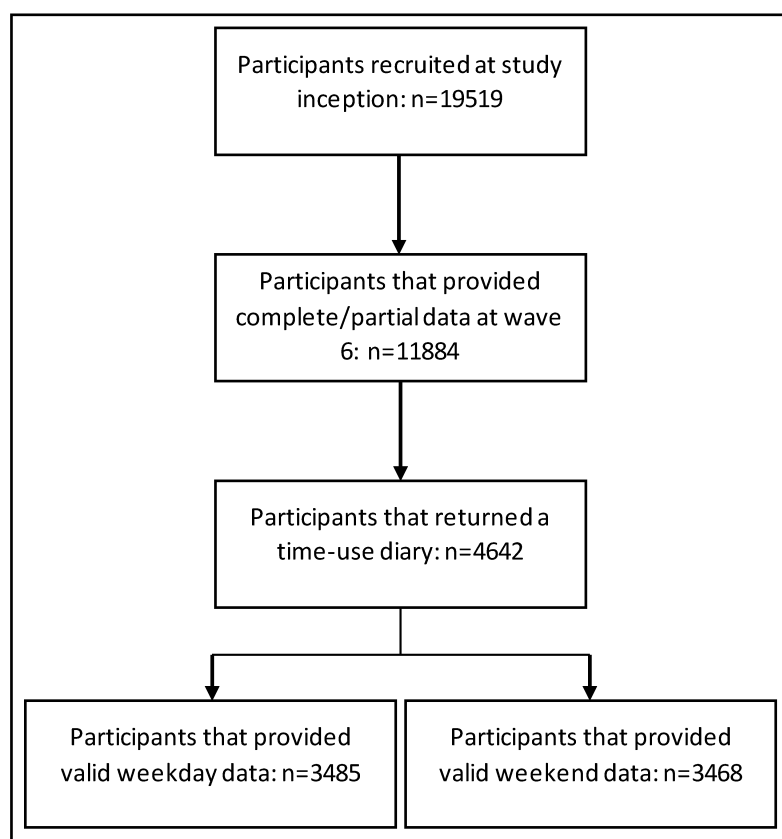 Participants recruited at study
inception: n=19519
Participants that provided
complete/partial data at wave
6: n=11884
Participants that returned a
time-use diary: n=4642
Participants that provided
valid weekday data: n=3485
Participants that provided
valid weekend data: n=3468